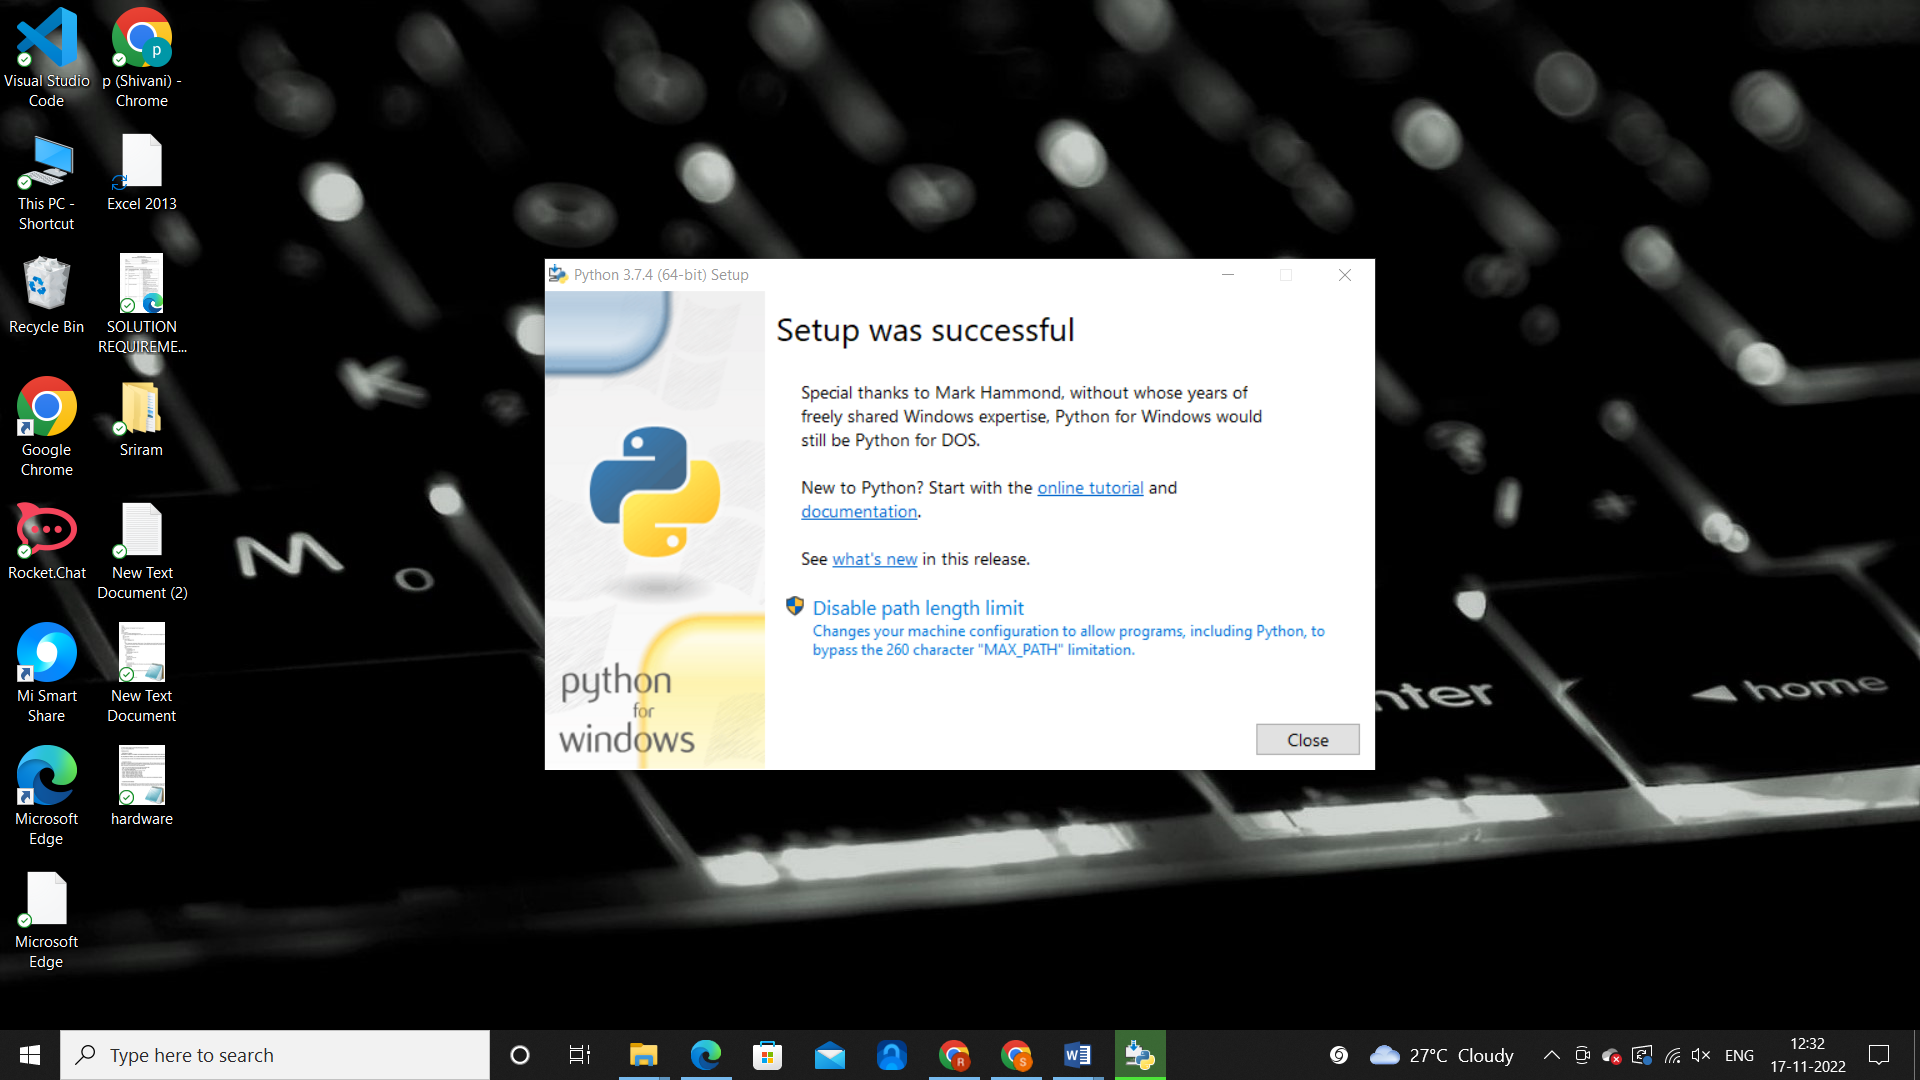 Visual Studio
Code
p (Shivani) -
Chrome
This PC -
Shortcut
Excel 2013
Recycle Bin
SOLUTION
REQUIREME...
Google
Chrome
Sriram
Rocket.Chat
New Text
Document (2)
Mi Smart
Share
New Text
Document
Microsoft
Edge
hardware
Microsoft
Edge
Python 3.7.4 (64-bit) Setup
Setup was successful
Special thanks to Mark Hammond, without whose years of
freely shared Windows expertise, Python for Windows would
still be Python for DOS.
New to Python? Start with the online tutorial and
documentation.
See what's new in this release.
Disable path length limit
Changes your machine configuration to allow programs, including Python, to
bypass the 260 character "MAX_PATH" limitation.
python
for
windows
Close
M
nter
home
Type here to search
p
R
S
W
27°C Cloudy
ENG
12:32
17-11-2022